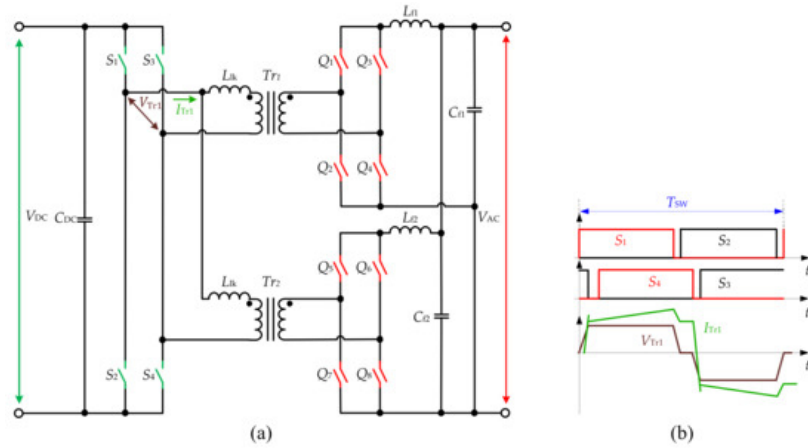 S1
S3
Llk
Tr1
VTr1
ITr1
Lf1
Q1
Q3
Cf1
Q2
Q4
VDC
CDC
VAC
Lf2
Q5
Q6
Llk
Tr2
Cf2
S2
S4
Q7
Q8
(a)
TSW
S1
S2
t
S4
S3
t
ITr1
VTr1
t
(b)